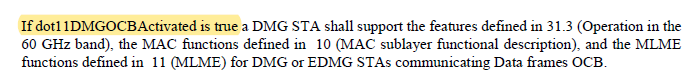 If dot11DMGOCBActivated is true a DMG STA shall support the features defined in 31.3 (Operation in the
60 GHz band), the MAC functions defined in 10 (MAC sublayer functional description), and the MLME
functions defined in 11 (MLME) for DMG or EDMG STAs communicating Data frames OCB.